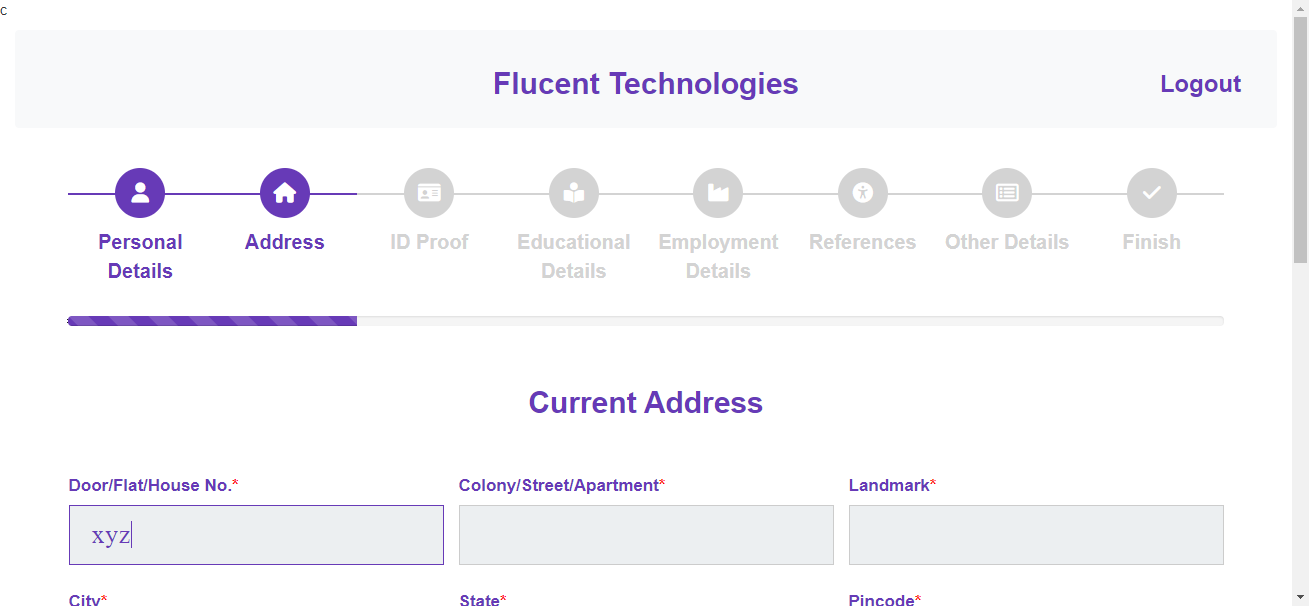 c
Flucent Technologies
Logout
Personal Details
Address
ID Proof
Educational Details
Employment Details
References
Other Details
Finish
Current Address
Door/Flat/House No.*
Colony/Street/Apartment*
Landmark*
xyz
City*
State*
Pincode*